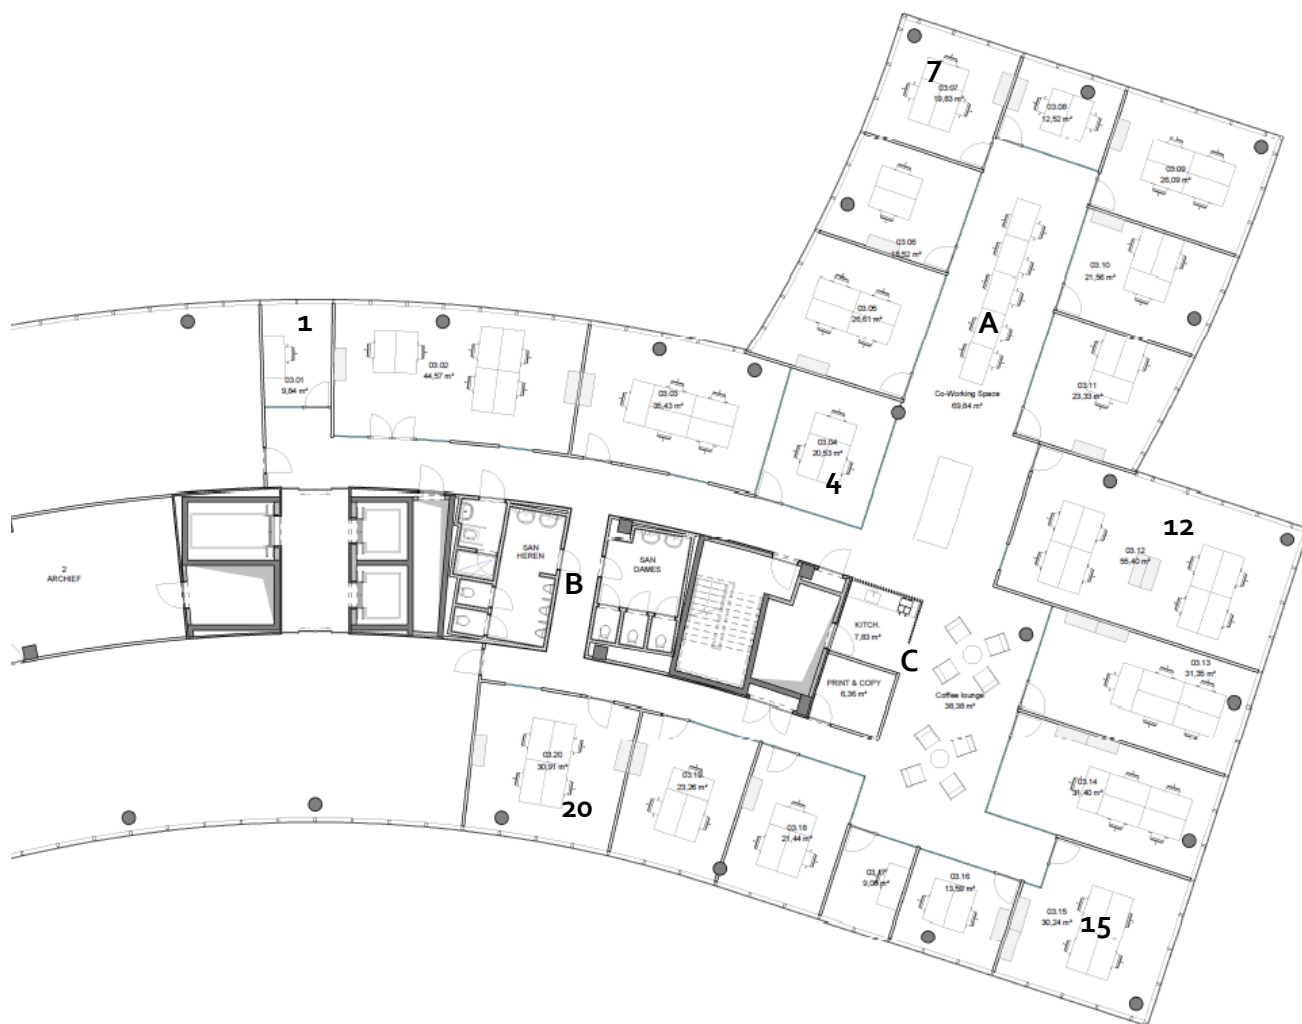 7
03.07
19,83 m²
03.08
12,52 m²
03.09
26,09 m²
03.06
18,52 m²
03.10
21,56 m²
03.05
26,61 m²
A
1
03.01
9,84 m²
03.02
44,57 m²
03.03
35,43 m²
03.11
23,33 m²
Co-Working Space
69,84 m²
03.04
20,53 m²
4
12
03.12
55,40 m²
SAN
HEREN
SAN
DAMES
2
ARCHIEF
B
KITCH.
7,83 m²
C
PRINT & COPY
6,36 m²
Coffee lounge
38,38 m²
03.13
31,35 m²
03.20
30,91 m²
20
03.19
23,26 m²
03.14
31,40 m²
03.18
21,44 m²
03.17
9,08 m²
03.16
13,59 m²
03.15
30,24 m²
15